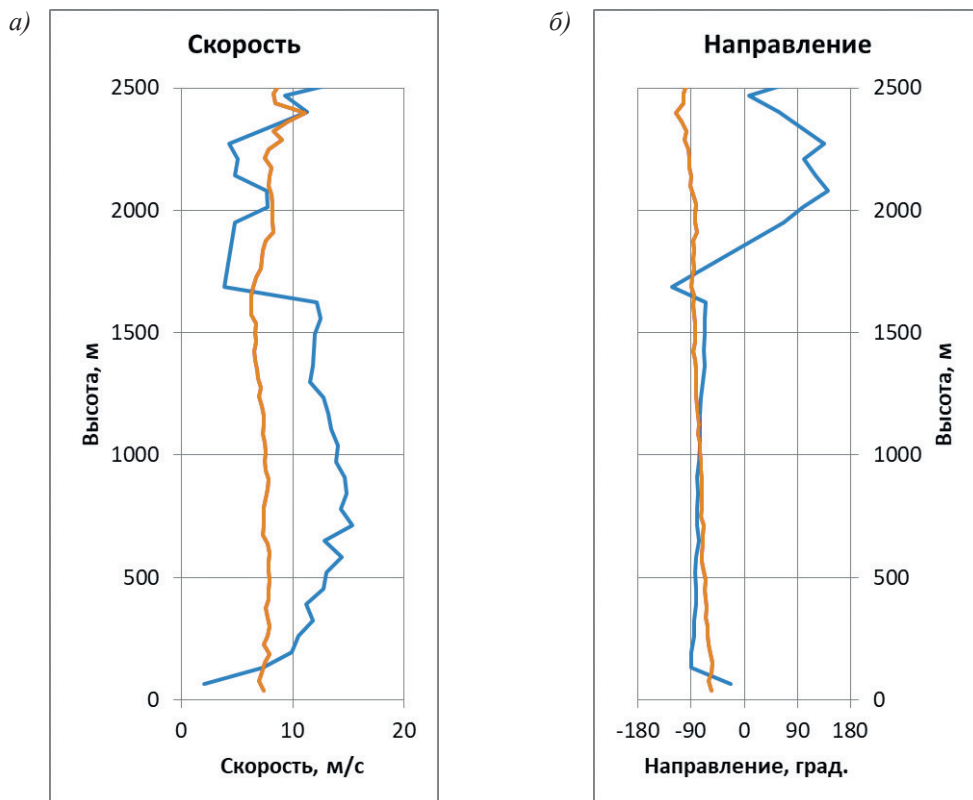 а)
Скорость
2500
2000
1500
1000
500
0
Высота, м
0 10 20
Скорость, м/с
б)
Направление
2500
2000
1500
1000
500
0
Высота, м
-180 -90 0 90 180
Направление, град.